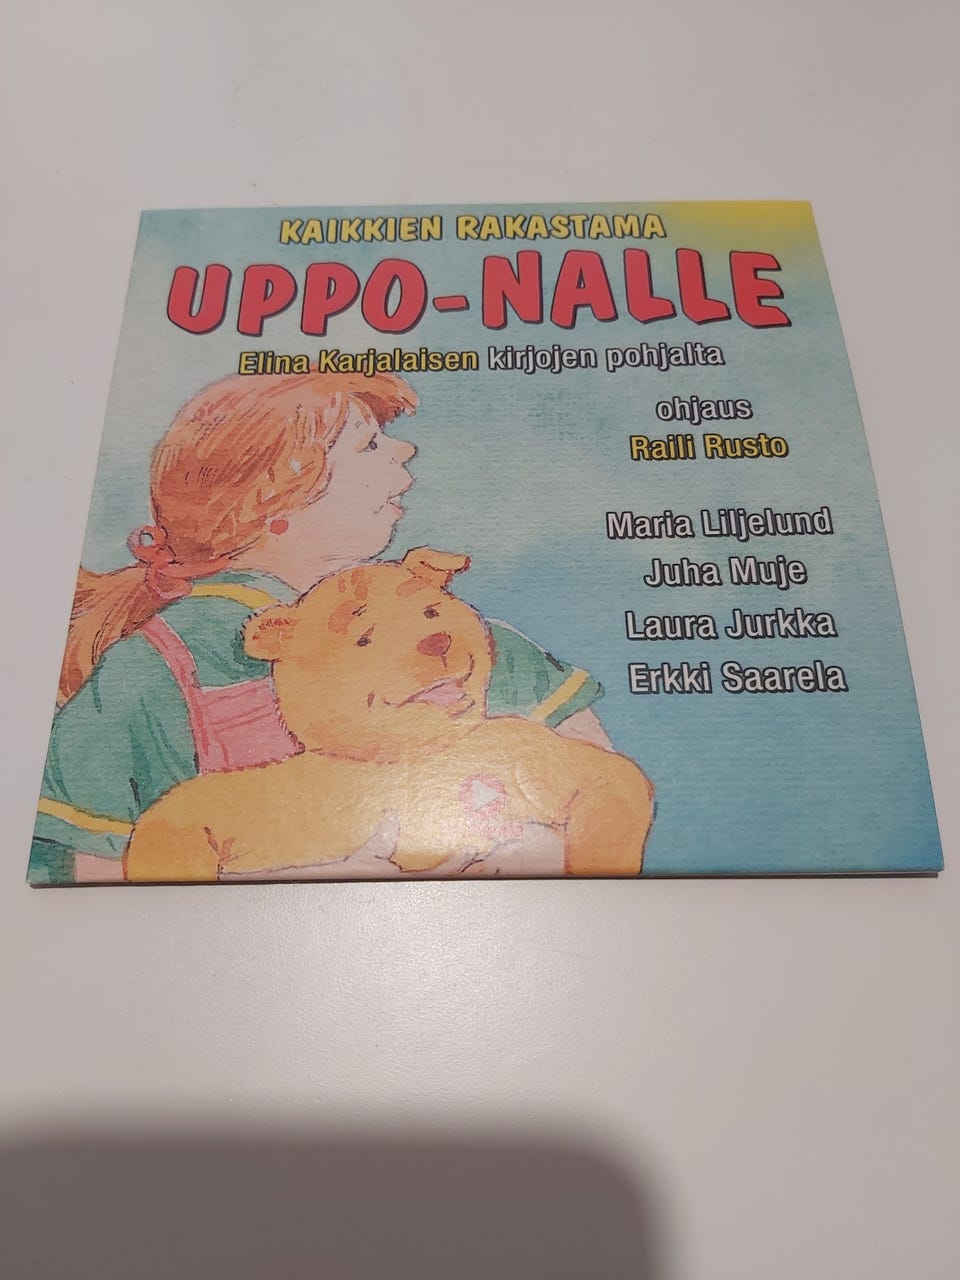 KAIKKIEN RAKASTAMA
UPPO-NALLE
Elina Karjalaisen kirjojen pohjalta
ohjaus
Raili Rusto
Maria Liljelund
Juha Muje
Laura Jurkka
Erkki Saarela